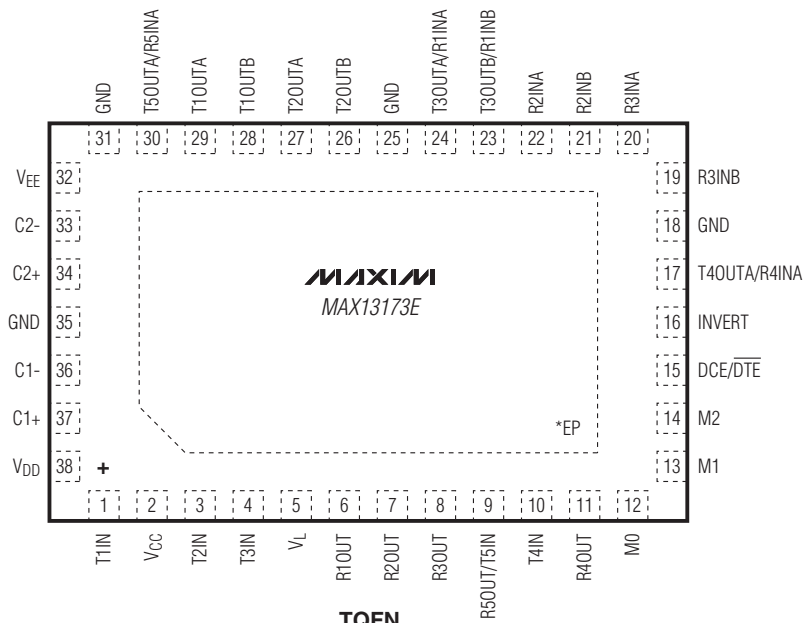 GND
T5OUTA/R5INA
T1OUTA
T1OUTB
T2OUTA
T2OUTB
GND
T3OUTA/R1INA
T3OUTB/R1INB
R2INA
R2INB
R3INA
31 30 29 28 27 26 25 24 23 22 21 20
VEE 32
19 R3INB
C2- 33
18 GND
C2+ 34
17 T4OUTA/R4INA
MAXIM
MAX13173E
GND 35
16 INVERT
C1- 36
15 DCE/DTE
C1+ 37
*EP
14 M2
VDD 38 +
13 M1
1 2 3 4 5 6 7 8 9 10 11 12
T1IN
VCC
T2IN
T3IN
VL
R1OUT
R2OUT
R3OUT
R5OUT/T5IN
T4IN
R4OUT
M0
TQFN